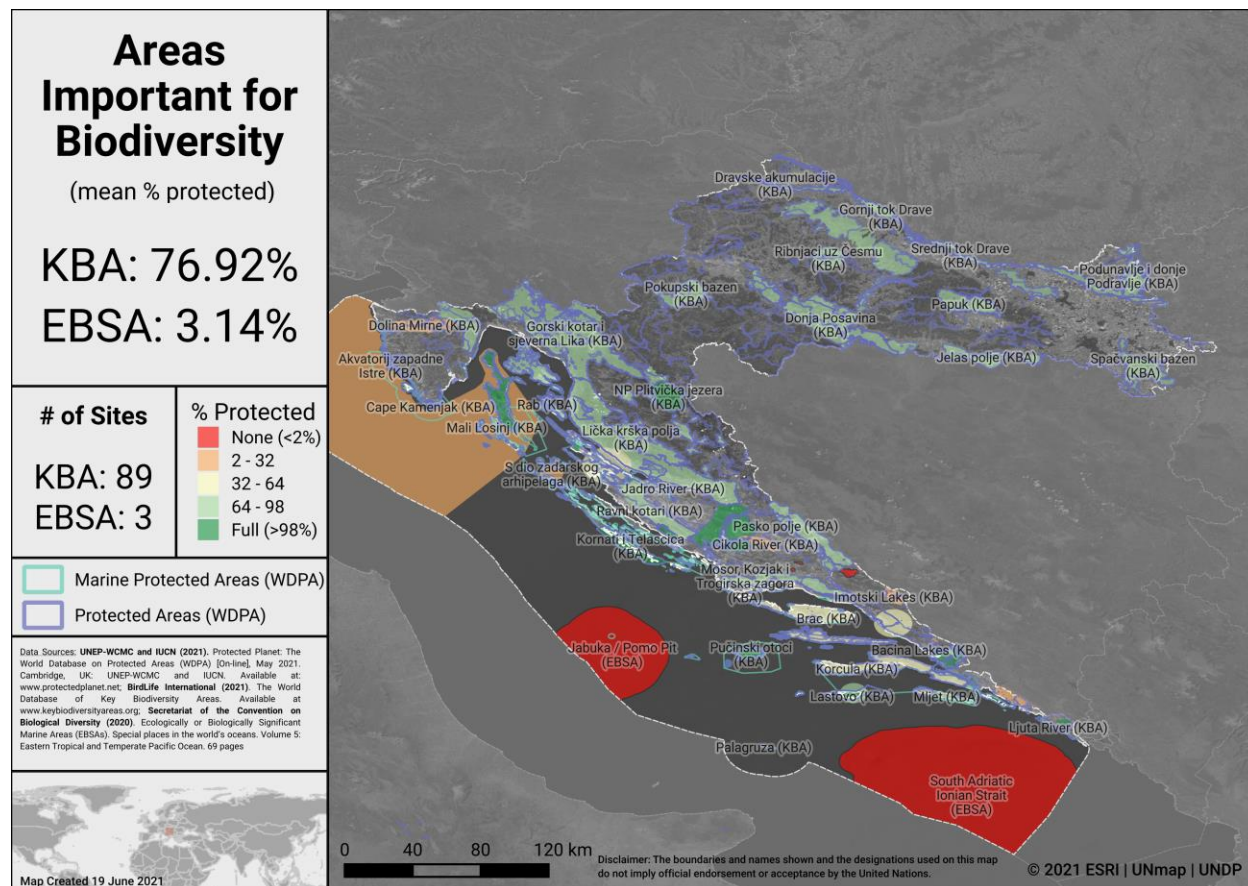 Areas
Important for
Biodiversity
(mean % protected)
KBA: 76.92%
EBSA: 3.14%
# of Sites
KBA: 89
EBSA: 3
% Protected
None (<2%)
2 - 32
32 - 64
64 - 98
Full (>98%)
Marine Protected Areas (WDPA)
Protected Areas (WDPA)
Data Sources: UNEP-WCMC and IUCN (2021). Protected Planet: The
World Database on Protected Areas (WDPA) [On-line], May 2021.
Cambridge, UK: UNEP-WCMC and IUCN. Available at:
www.protectedplanet.net; BirdLife International (2021). The World
Database of Key Biodiversity Areas. Available at
www.keybiodiversityareas.org; Secretariat of the Convention on
Biological Diversity (2020). Ecologically or Biologically Significant
Marine Areas (EBSAs). Special places in the world's oceans. Volume 5:
Eastern Tropical and Temperate Pacific Ocean. 69 pages
Map Created 19 June 2021
Dravske akumulacije
(KBA)
Gornji tok Drave
(KBA)
Ribnjaci uz Česmu
(KBA)
Srednji tok Drave
(KBA)
Podunavlje i donje
Podravlje (KBA)
Pokupski bazen
(KBA)
Papuk (KBA)
Donja Posavina
(KBA)
Jelas polje (KBA)
Spačvanski bazen
(KBA)
Dolina Mirne (KBA)
Gorski kotar i
sjeverna Lika (KBA)
Akvatorij zapadne
Istre (KBA)
NP Plitvička jezera
(KBA)
Cape Kamenjak (KBA)
Rab (KBA)
Mali Losinj (KBA)
Lička krška polja
(KBA)
S dio zadarskog
arhipelaga (KBA)
Jadro River (KBA)
Ravni kotari (KBA)
Pasko polje (KBA)
Kornati i Telašćica
(KBA)
Cikola River (KBA)
Mosor, Kozjak i
Trogirska zagora
(KBA)
Imotski Lakes (KBA)
Brac (KBA)
Jabuka / Pomo Pit
(EBSA)
Pučinski otoci
(KBA)
Bacina Lakes (KBA)
Korcula (KBA)
Lastovo (KBA)
Mljet (KBA)
Ljuta River (KBA)
Palagruza (KBA)
South Adriatic
Ionian Strait
(EBSA)
0 40 80 120 km
Disclaimer: The boundaries and names shown and the designations used on this map
do not imply official endorsement or acceptance by the United Nations.
© 2021 ESRI | UNmap | UNDP